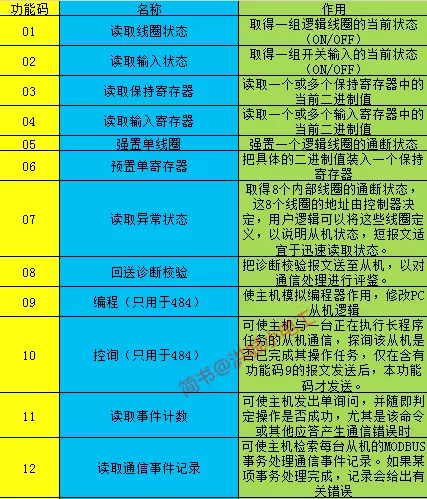 功能码 名称 作用
01 读取线圈状态 取得一组逻辑线圈的当前状态
（ON/OFF）
02 读取输入状态 取得一组开关输入的当前状态
（ON/OFF）
03 读取保持寄存器 读取一个或多个保持寄存器中的
当前二进制值
04 读取输入寄存器 读取一个或多个输入寄存器中的
当前二进制值
05 强置单线圈 强置一个逻辑线圈的通断状态
06 预置单寄存器 把具体的二进制值装入一个保持
寄存器
07 读取异常状态 取得8个内部线圈的通断状态，
这8个线圈的地址由控制器决
定，用户逻辑可以将这些线圈定
义，以说明从机状态，短报文适
宜于迅速读取状态。
08 回送诊断校验 把诊断校验报文送至从机，以对
通信处理进行评鉴。
09 编程（只用于484） 使主机模拟编程器作用，修改PC
从机逻辑
10 控询（只用于484） 可使主机与一台正在执行长程序
任务的从机通信，探询该从机是
否已完成其操作任务，仅在含有
功能码9的报文发送后，本功能
码才发送。
11 读取事件计数 可使主机发出单询问，并随即判
定操作是否成功，尤其是该命令
或其他应答产生通信错误时
12 读取通信事件记录 可使主机检索每台从机的MODBUS
事务处理通信事件记录。如果某
项事务处理完成，记录会给出有
关错误